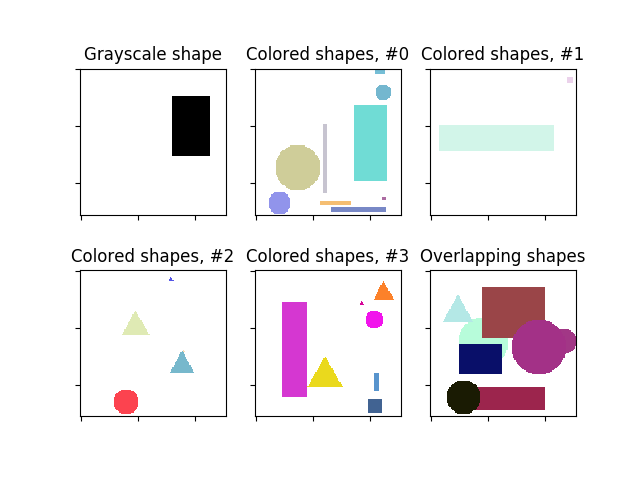 Grayscale shape
Colored shapes, #0
Colored shapes, #1
Colored shapes, #2
Colored shapes, #3
Overlapping shapes